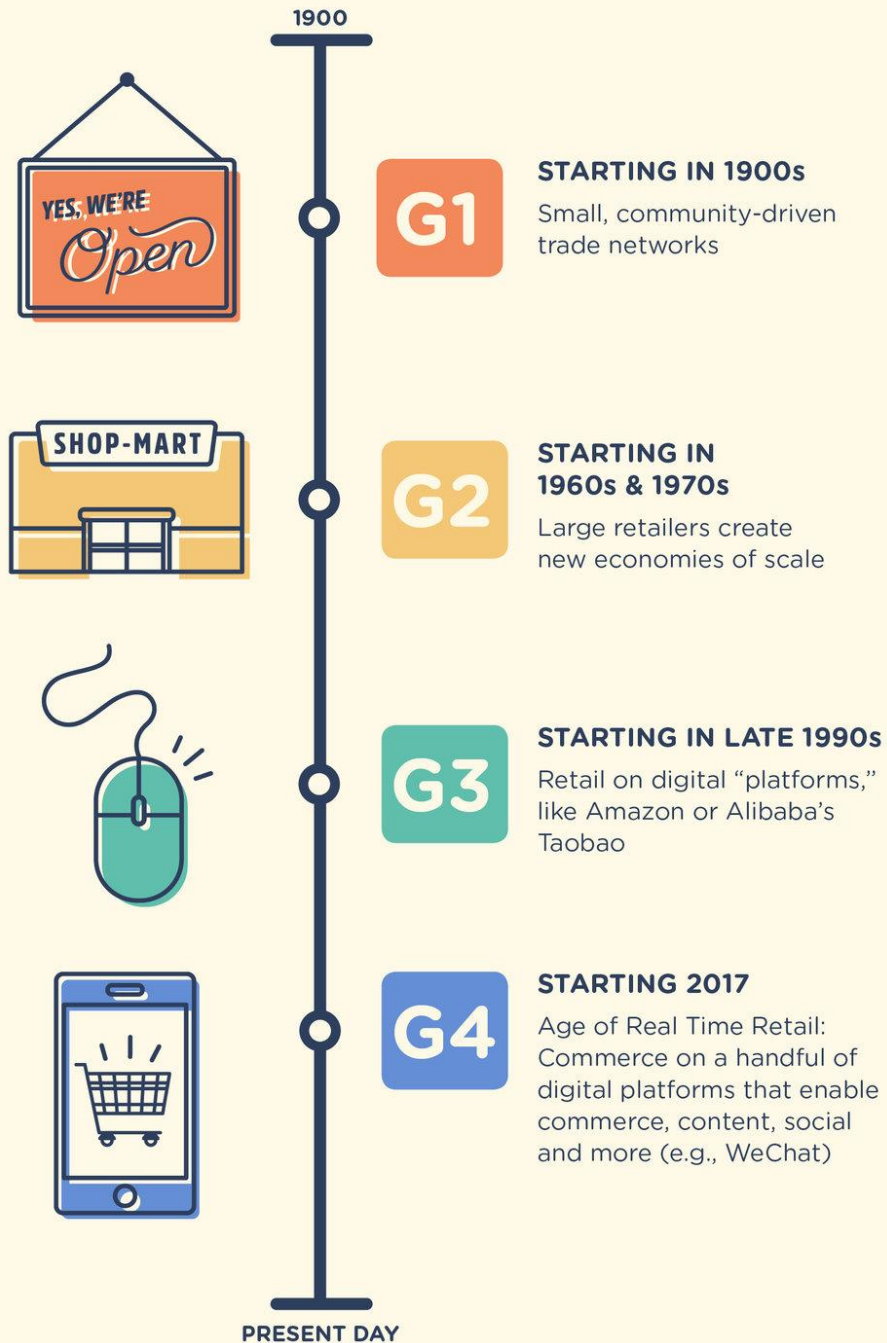 1900
YES, WE'RE
Open
G1
STARTING IN 1900s
Small, community-driven
trade networks
SHOP-MART
G2
STARTING IN
1960s & 1970s
Large retailers create
new economies of scale
G3
STARTING IN LATE 1990s
Retail on digital “platforms,”
like Amazon or Alibaba’s
Taobao
G4
STARTING 2017
Age of Real Time Retail:
Commerce on a handful of
digital platforms that enable
commerce, content, social
and more (e.g., WeChat)
PRESENT DAY